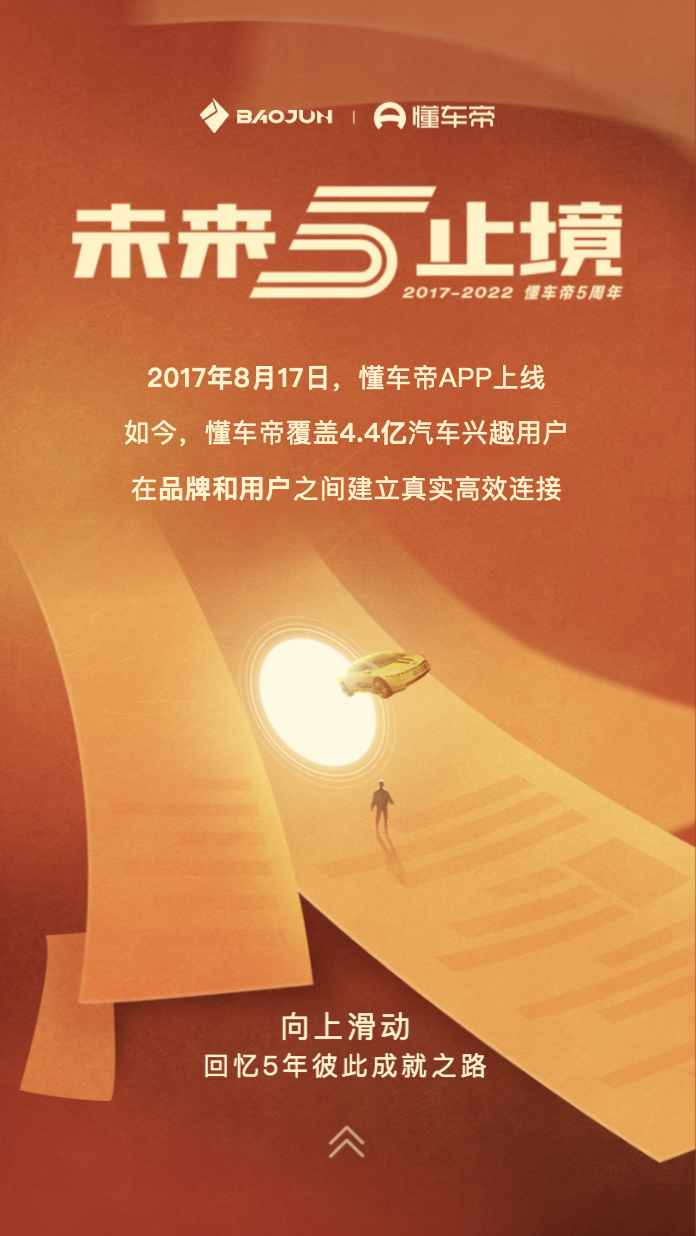 BAOJUN | 懂车帝
未来5止境
2017-2022 懂车帝5周年
2017年8月17日，懂车帝APP上线
如今，懂车帝覆盖4.4亿汽车兴趣用户
在品牌和用户之间建立真实高效连接
向上滑动
回忆5年彼此成就之路